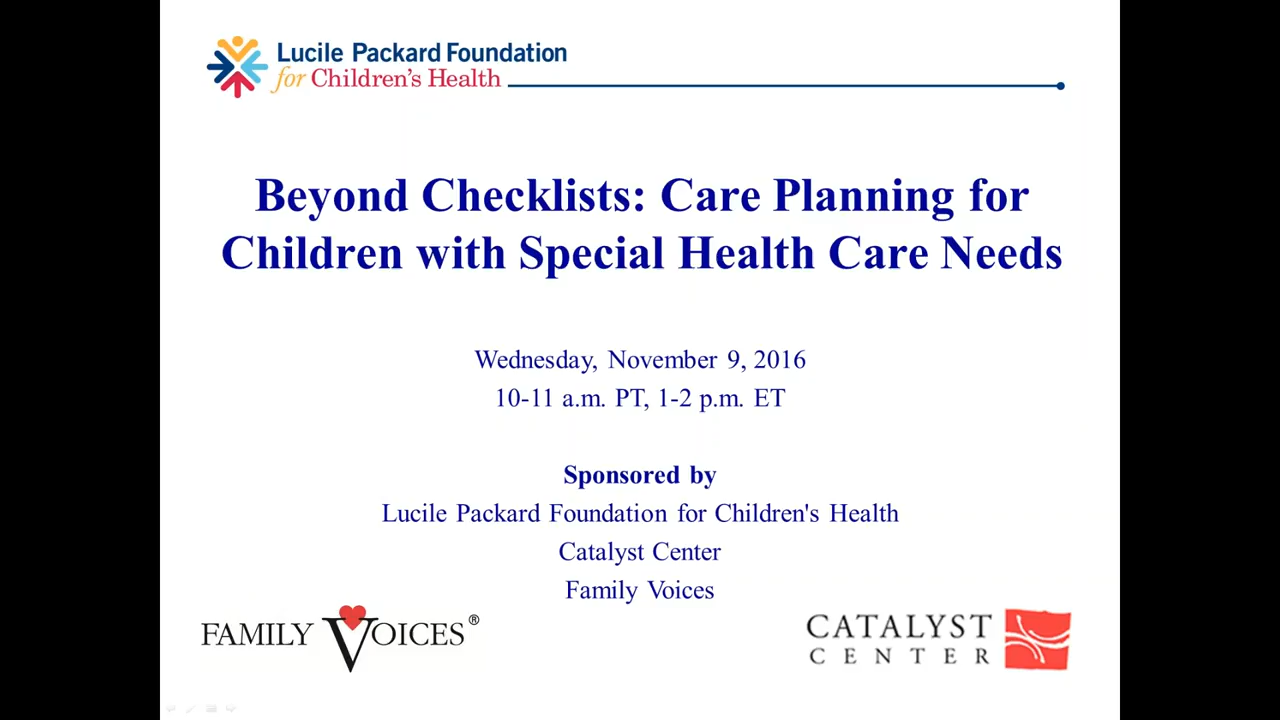 Lucile Packard Foundation
for Children's Health
Beyond Checklists: Care Planning for
Children with Special Health Care Needs
Wednesday, November 9, 2016
10-11 a.m. PT, 1-2 p.m. ET
Sponsored by
Lucile Packard Foundation for Children's Health
Catalyst Center
Family Voices
FAMILY VOICES®
CATALYST
CENTER